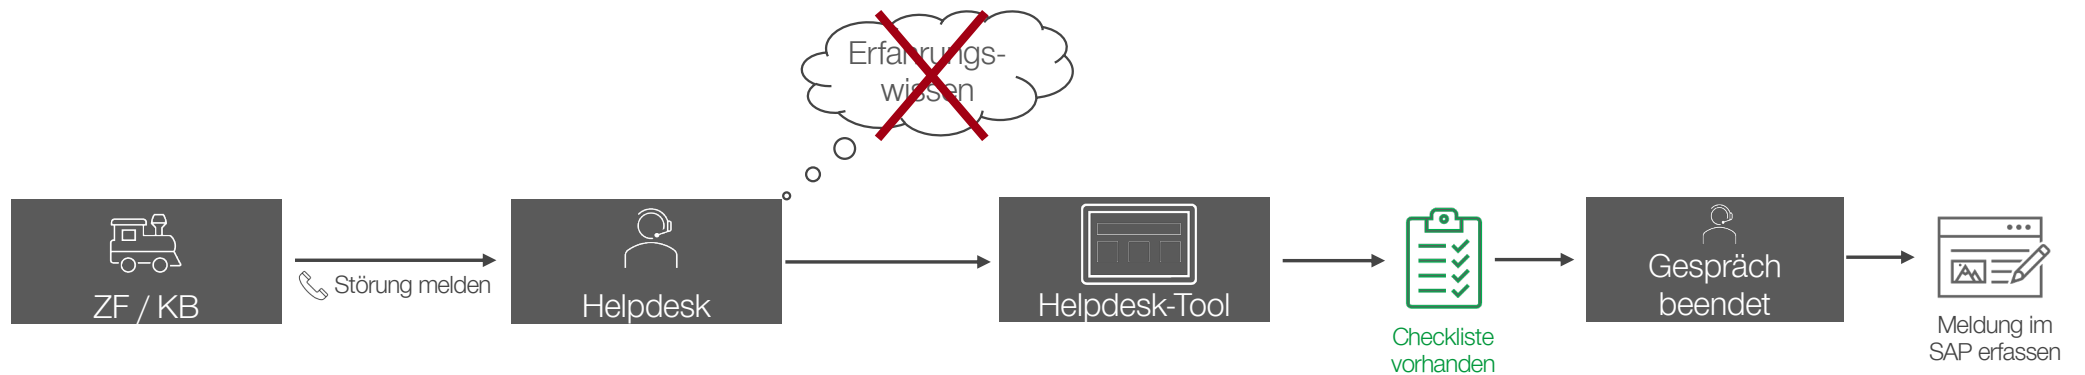 Erfahrungs-
wissen
ZF / KB
Störung melden
Helpdesk
Helpdesk-Tool
Checkliste
vorhanden
Gespräch
beendet
Meldung im
SAP erfassen